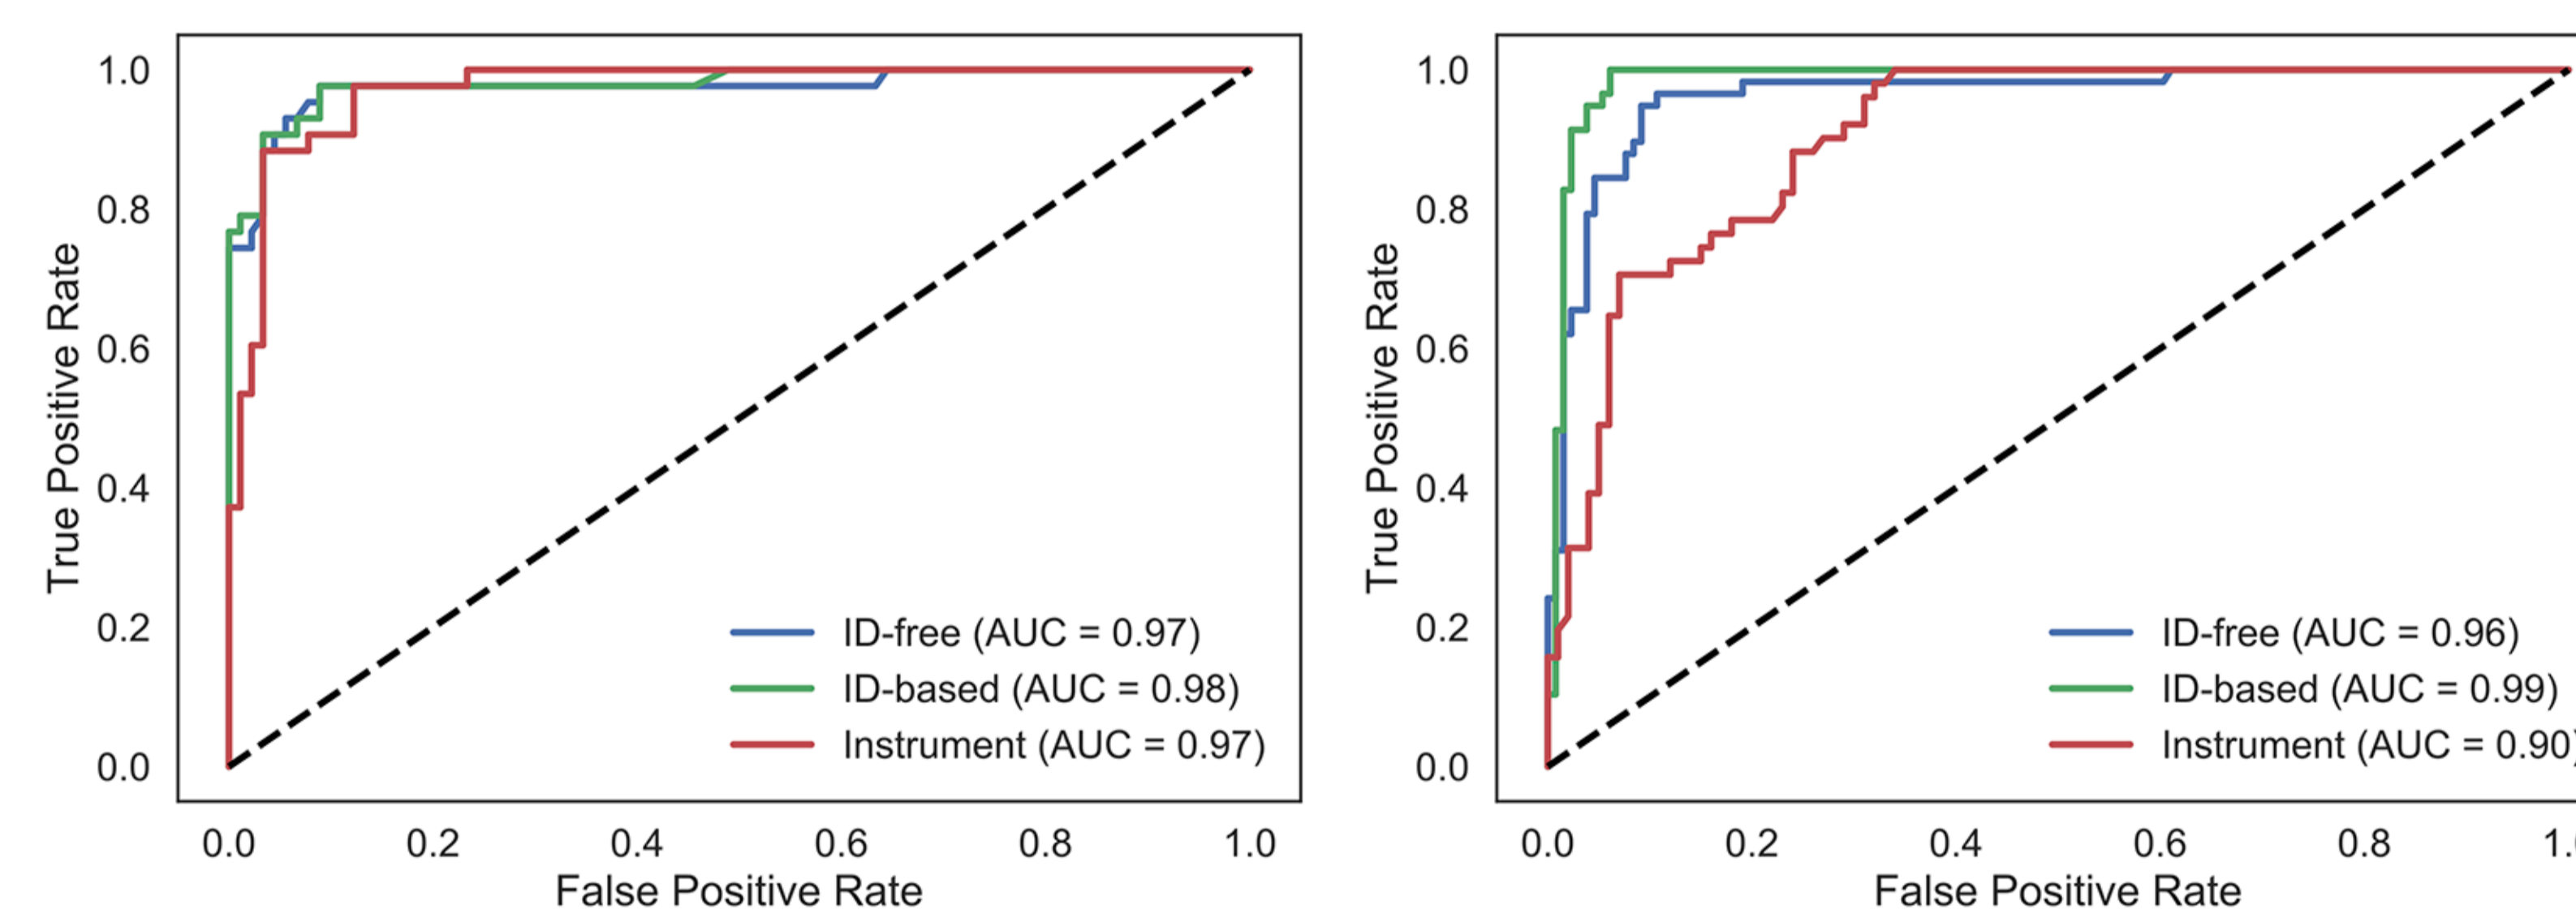 True Positive Rate
1.0
0.8
0.6
0.4
0.2
0.0
ID-free (AUC = 0.97)
ID-based (AUC = 0.98)
Instrument (AUC = 0.97)
0.0 0.2 0.4 0.6 0.8 1.0
False Positive Rate
True Positive Rate
1.0
0.8
0.6
0.4
0.2
0.0
ID-free (AUC = 0.96)
ID-based (AUC = 0.99)
Instrument (AUC = 0.90)
0.0 0.2 0.4 0.6 0.8 1.
False Positive Rate